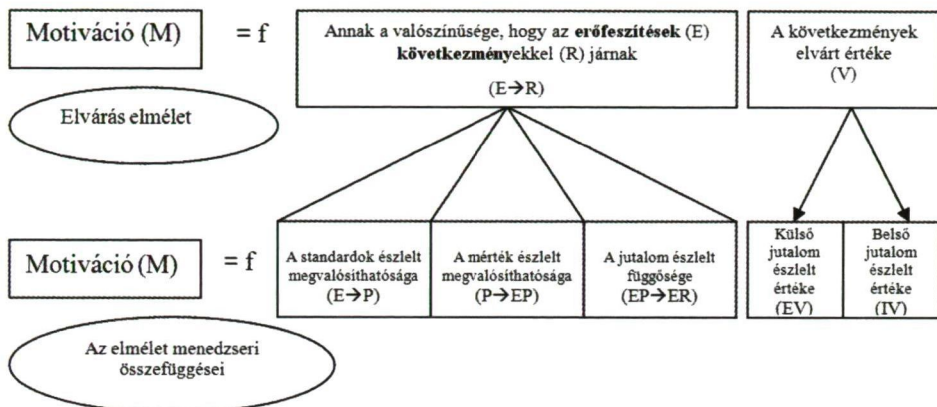 Motiváció (M)
= f
Annak a valószínűsége, hogy az erőfeszítések (E)
következményekkel (R) járnak
(E→R)
A következmények
elvárt értéke
(V)
Elvárás elmélet
Motiváció (M)
= f
A standardok észlelt
megvalósíthatósága
(E→P)
A mérték észlelt
megvalósíthatósága
(P→EP)
A jutalom észlelt
függősége
(EP→ER)
Külső
jutalom
észlelt
értéke
(EV)
Belső
jutalom
észlelt
értéke
(IV)
Az elmélet menedzseri
összefüggései